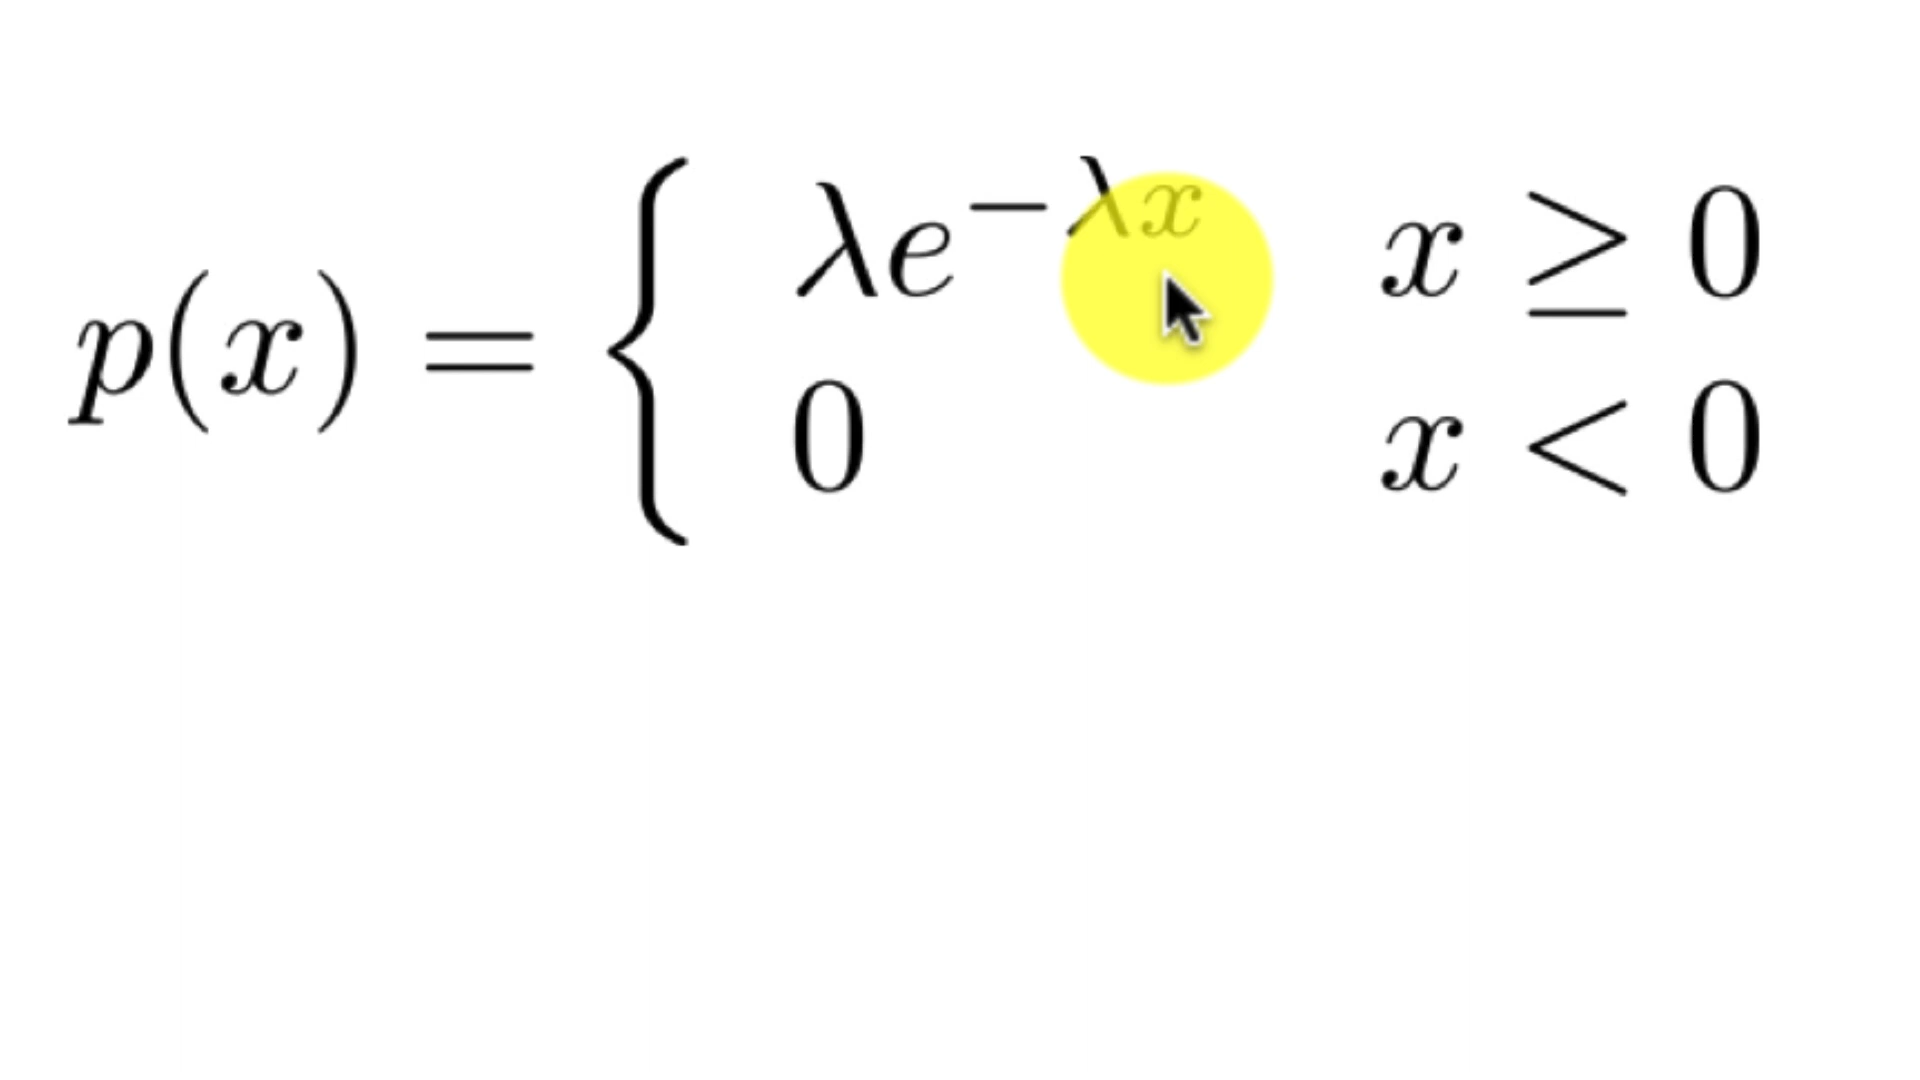 p(x) = { λe^{−λx} x ≥ 0
0 x < 0